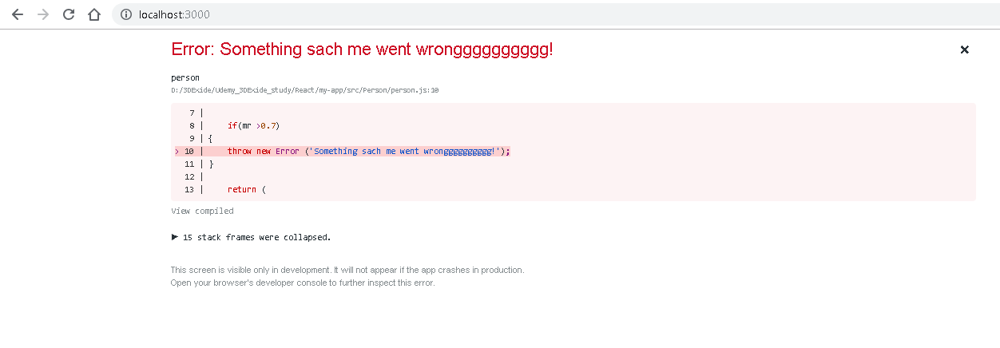 localhost:3000
Error: Something sach me went wronggggggggggg!
person
D:/3DExide/Udemy_3DExide_study/React/my-app/src/Person/person.js:10
7 |
8 |     if(mr >0.7)
9 | {
> 10 |     throw new Error ('Something sach me went wronggggggggggg!');
11 | }
12 |
13 |     return (
View compiled
▶ 15 stack frames were collapsed.
This screen is visible only in development. It will not appear if the app crashes in production.
Open your browser's developer console to further inspect this error.